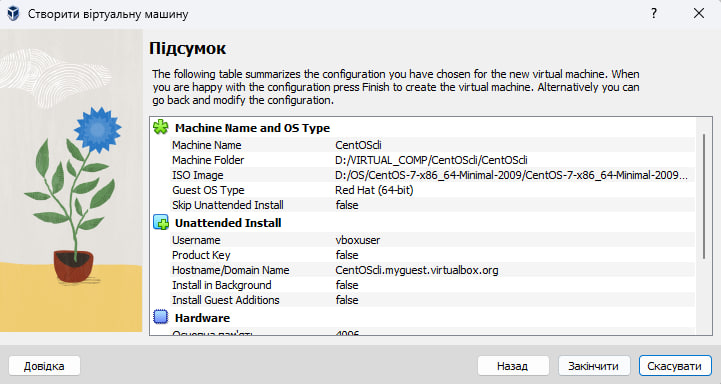 Створити віртуальну машину
?
Підсумок
The following table summarizes the configuration you have chosen for the new virtual machine. When
you are happy with the configuration press Finish to create the virtual machine. Alternatively you can
go back and modify the configuration.
Machine Name and OS Type
Machine Name CentOScli
Machine Folder D:/VIRTUAL_COMP/CentOScli/CentOScli
ISO Image D:/OS/CentOS-7-x86_64-Minimal-2009/CentOS-7-x86_64-Minimal-2009...
Guest OS Type Red Hat (64-bit)
Skip Unattended Install false
Unattended Install
Username vboxuser
Product Key false
Hostname/Domain Name CentOScli.myguest.virtualbox.org
Install in Background false
Install Guest Additions false
Hardware
Основна пам'ять 4096
Довідка Назад Закінчити Скасувати